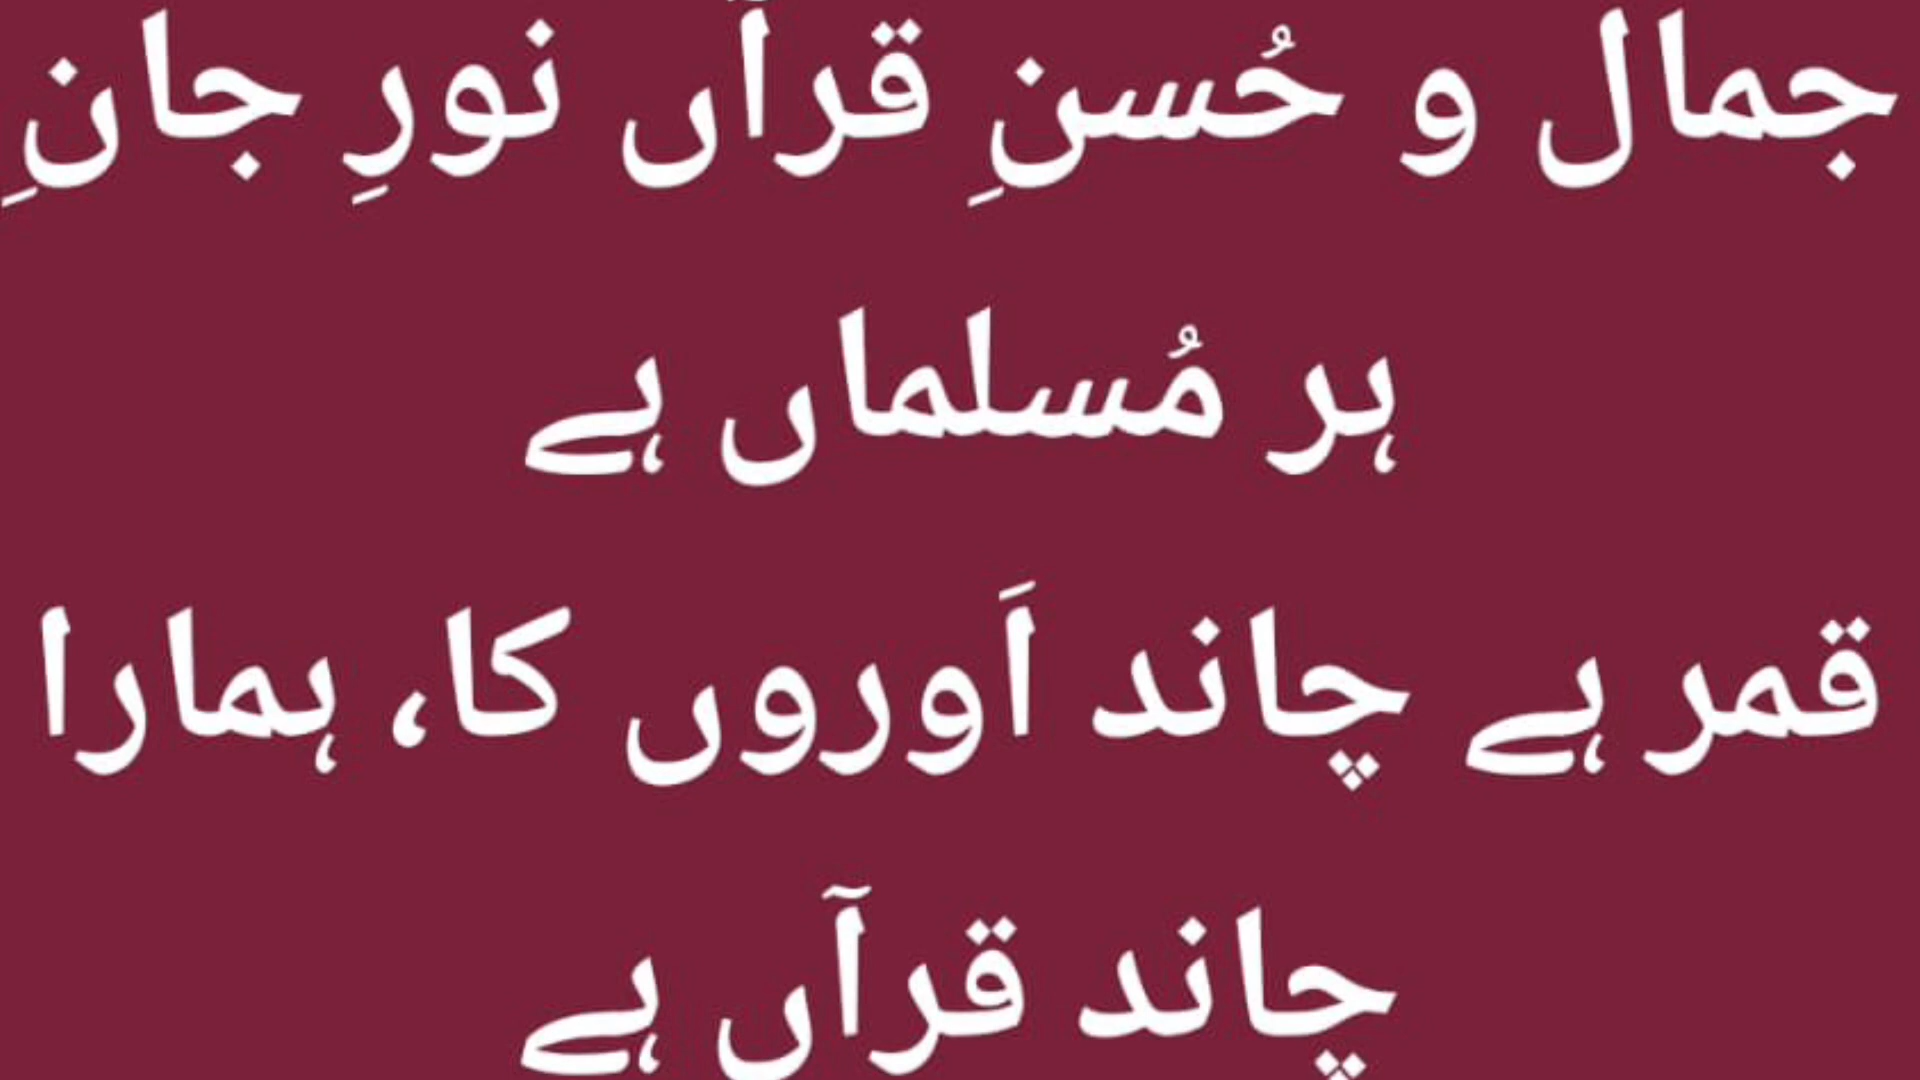 جمال و حُسنِ قرآں نورِ جانِ
ہر مُسلماں ہے
قمر ہے چاند اَوروں کا، ہمارا
چاند قرآں ہے